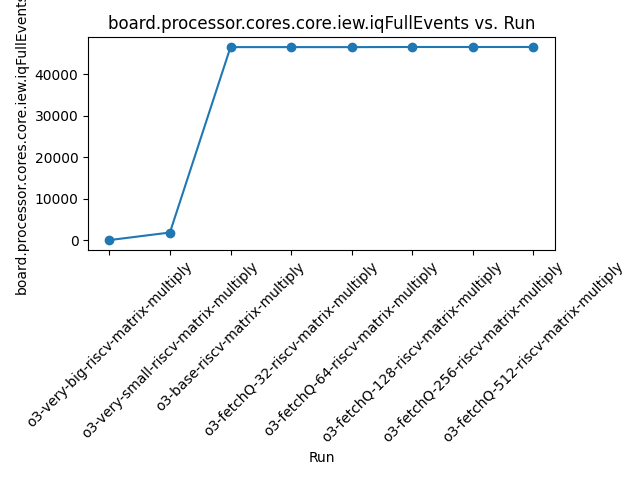 board.processor.cores.core.iew.iqFullEvents vs. Run
board.processor.cores.core.iew.iqFullEvents
40000
30000
20000
10000
0
o3-very-big-riscv-matrix-multiply
o3-very-small-riscv-matrix-multiply
o3-base-riscv-matrix-multiply
o3-fetchQ-32-riscv-matrix-multiply
o3-fetchQ-64-riscv-matrix-multiply
o3-fetchQ-128-riscv-matrix-multiply
o3-fetchQ-256-riscv-matrix-multiply
o3-fetchQ-512-riscv-matrix-multiply
Run